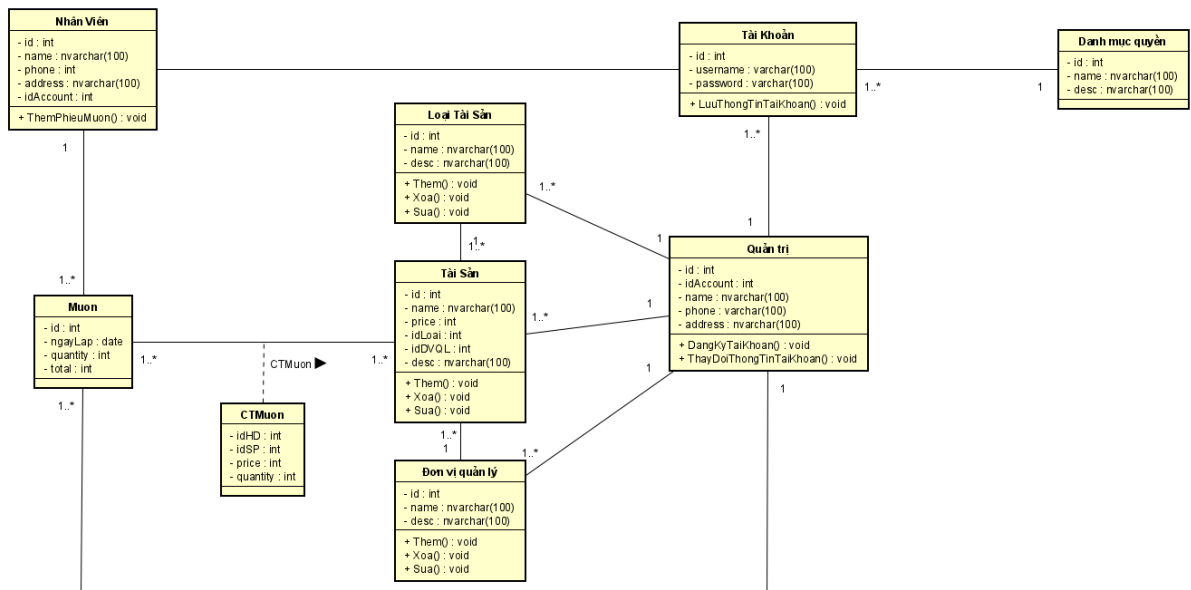 Nhân Viên
- id : int
- name : nvarchar(100)
- phone : int
- address : nvarchar(100)
- idAccount : int
+ ThemPhieuMuon() : void
Tài Khoản
- id : int
- username : varchar(100)
- password : varchar(100)
+ LuuThongTinTaiKhoan() : void
Danh mục quyền
- id : int
- name : nvarchar(100)
- desc : nvarchar(100)
1..*
1
Loại Tài Sản
- id : int
- name : nvarchar(100)
- desc : nvarchar(100)
+ Them() : void
+ Xoa() : void
+ Sua() : void
1
1..*
1..*
1
1..*
1
1
1..*
Quản trị
- id : int
- idAccount : int
- name : nvarchar(100)
- phone : varchar(100)
- address : nvarchar(100)
+ DangKyTaiKhoan() : void
+ ThayDoiThongTinTaiKhoan() : void
Tài Sản
- id : int
- name : nvarchar(100)
- price : int
- idLoai : int
- idDVQL : int
- desc : nvarchar(100)
+ Them() : void
+ Xoa() : void
+ Sua() : void
1..*
1
1..*
Muon
- id : int
- ngayLap : date
- quantity : int
- total : int
1..*
CTMuon ▶
1..*
1..*
1
1
CTMuon
- idHD : int
- idSP : int
- price : int
- quantity : int
1..*
1
1..*
Đơn vị quản lý
- id : int
- name : nvarchar(100)
- desc : nvarchar(100)
+ Them() : void
+ Xoa() : void
+ Sua() : void